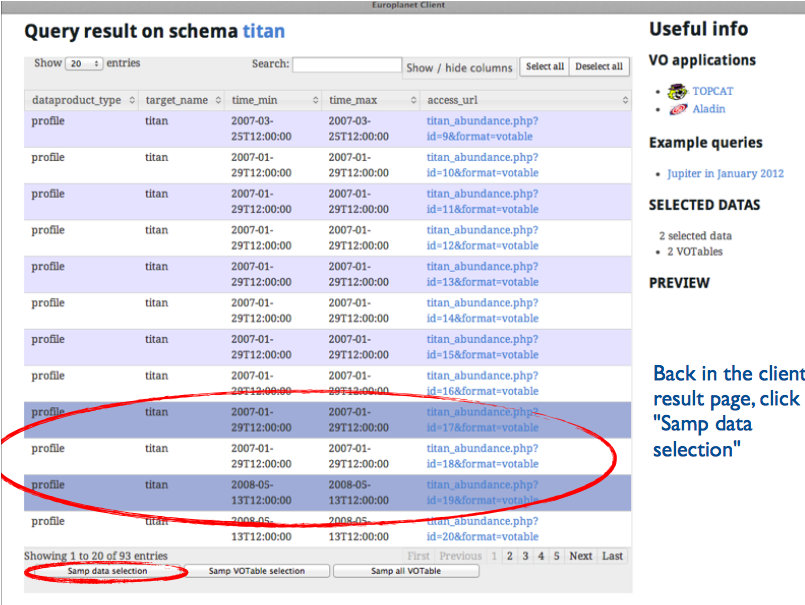 Europlanet Client
Query result on schema titan
Show 20 entries Search: Show / hide columns Select all Deselect all
dataproduct_type target_name time_min time_max access_url
profile titan 2007-03- 2007-03- titan_abundance.php?
25T12:00:00 25T12:00:00 id=9&format=votable
profile titan 2007-01- 2007-01- titan_abundance.php?
29T12:00:00 29T12:00:00 id=10&format=votable
profile titan 2007-01- 2007-01- titan_abundance.php?
29T12:00:00 29T12:00:00 id=11&format=votable
profile titan 2007-01- 2007-01- titan_abundance.php?
29T12:00:00 29T12:00:00 id=12&format=votable
profile titan 2007-01- 2007-01- titan_abundance.php?
29T12:00:00 29T12:00:00 id=13&format=votable
profile titan 2007-01- 2007-01- titan_abundance.php?
29T12:00:00 29T12:00:00 id=14&format=votable
profile titan 2007-01- 2007-01- titan_abundance.php?
29T12:00:00 29T12:00:00 id=15&format=votable
profile titan 2007-01- 2007-01- titan_abundance.php?
29T12:00:00 29T12:00:00 id=16&format=votable
profile titan 2007-01- 2007-01- titan_abundance.php?
29T12:00:00 29T12:00:00 id=17&format=votable
profile titan 2007-01- 2007-01- titan_abundance.php?
29T12:00:00 29T12:00:00 id=18&format=votable
profile titan 2008-05- 2008-05- titan_abundance.php?
13T12:00:00 13T12:00:00 id=19&format=votable
profile titan 2008-05- 2008-05- titan_abundance.php?
13T12:00:00 13T12:00:00 id=20&format=votable
Showing 1 to 20 of 93 entries First Previous 1 2 3 4 5 Next Last
Samp data selection Samp VOTable selection Samp all VOTable
Useful info
VO applications
• TOPCAT
• Aladin
Example queries
• Jupiter in January 2012
SELECTED DATAS
2 selected data
• 2 VOTables
PREVIEW
Back in the client
result page, click
"Samp data
selection"